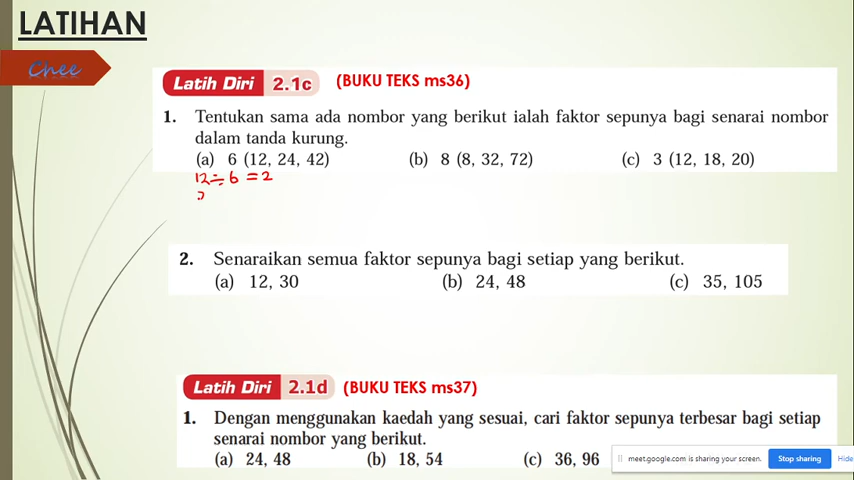 LATIHAN
Chee
Latih Diri 2.1c (BUKU TEKS ms36)
1. Tentukan sama ada nombor yang berikut ialah faktor sepunya bagi senarai nombor
dalam tanda kurung.
(a) 6 (12, 24, 42) (b) 8 (8, 32, 72) (c) 3 (12, 18, 20)
12 ÷ 6 = 2
2. Senaraikan semua faktor sepunya bagi setiap yang berikut.
(a) 12, 30 (b) 24, 48 (c) 35, 105
Latih Diri 2.1d (BUKU TEKS ms37)
1. Dengan menggunakan kaedah yang sesuai, cari faktor sepunya terbesar bagi setiap
senarai nombor yang berikut.
(a) 24, 48 (b) 18, 54 (c) 36, 96
meet.google.com is sharing your screen. Stop sharing Hide